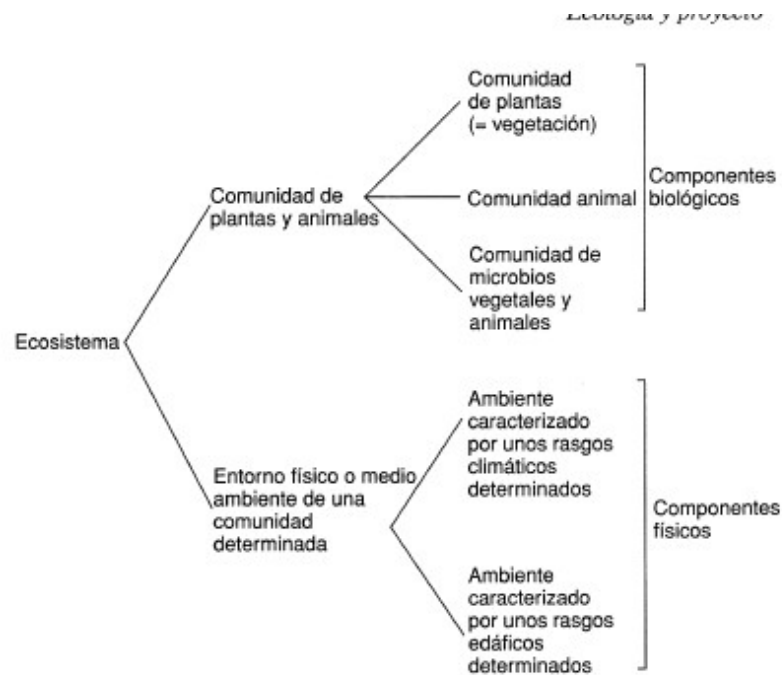 Ecología y proyecto
Comunidad
de plantas
(= vegetación)
Comunidad de
plantas y animales
Comunidad animal
Componentes
biológicos
Comunidad de
microbios
vegetales y
animales
Ecosistema
Ambiente
caracterizado
por unos rasgos
climáticos
determinados
Entorno físico o medio
ambiente de una
comunidad
determinada
Componentes
físicos
Ambiente
caracterizado
por unos rasgos
edáficos
determinados